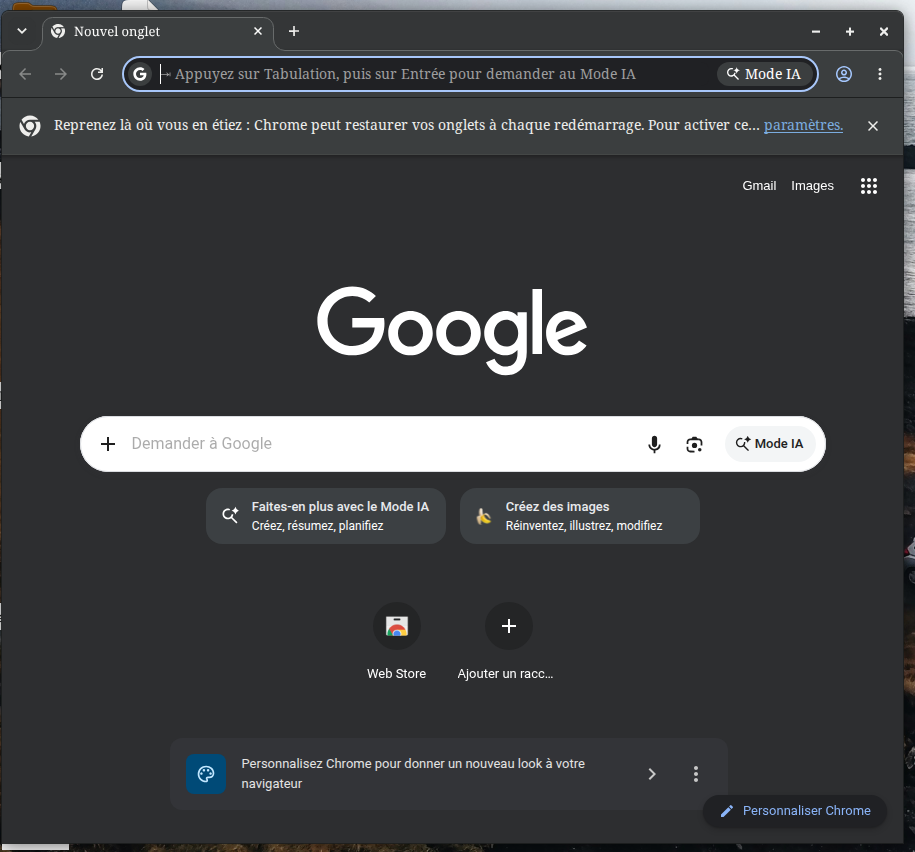 Nouvel onglet
Appuyez sur Tabulation, puis sur Entrée pour demander au Mode IA
Mode IA
Reprenez là où vous en étiez : Chrome peut restaurer vos onglets à chaque redémarrage. Pour activer ce... paramètres.
Gmail Images
Google
Demander à Google
Mode IA
Faites-en plus avec le Mode IA
Créez, résumez, planifiez
Créez des images
Réinventez, illustrez, modifiez
Web Store
Ajouter un racc...
Personnalisez Chrome pour donner un nouveau look à votre
navigateur
Personnaliser Chrome